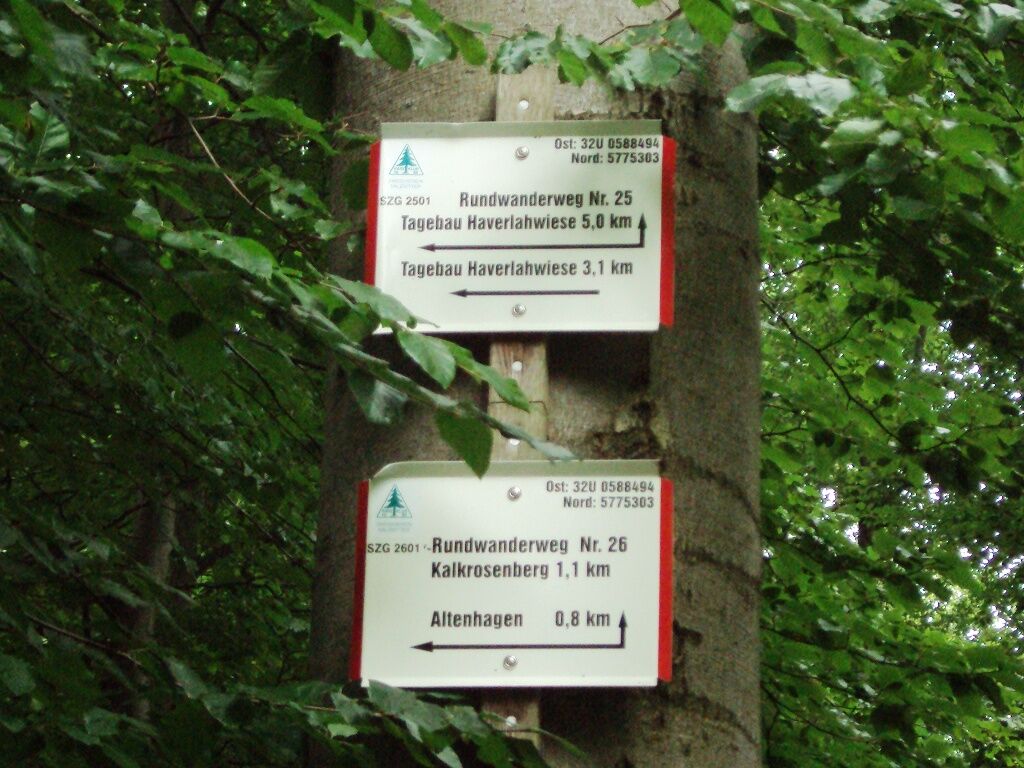 Ost: 32U 0588494
Nord: 5775303
SZG 2501
Rundwanderweg Nr. 25
Tagebau Haverlahwiese 5,0 km
Tagebau Haverlahwiese 3,1 km
Ost: 32U 0588494
Nord: 5775303
SZG 2601
Rundwanderweg Nr. 26
Kalkrosenberg 1,1 km
Altenhagen 0,8 km